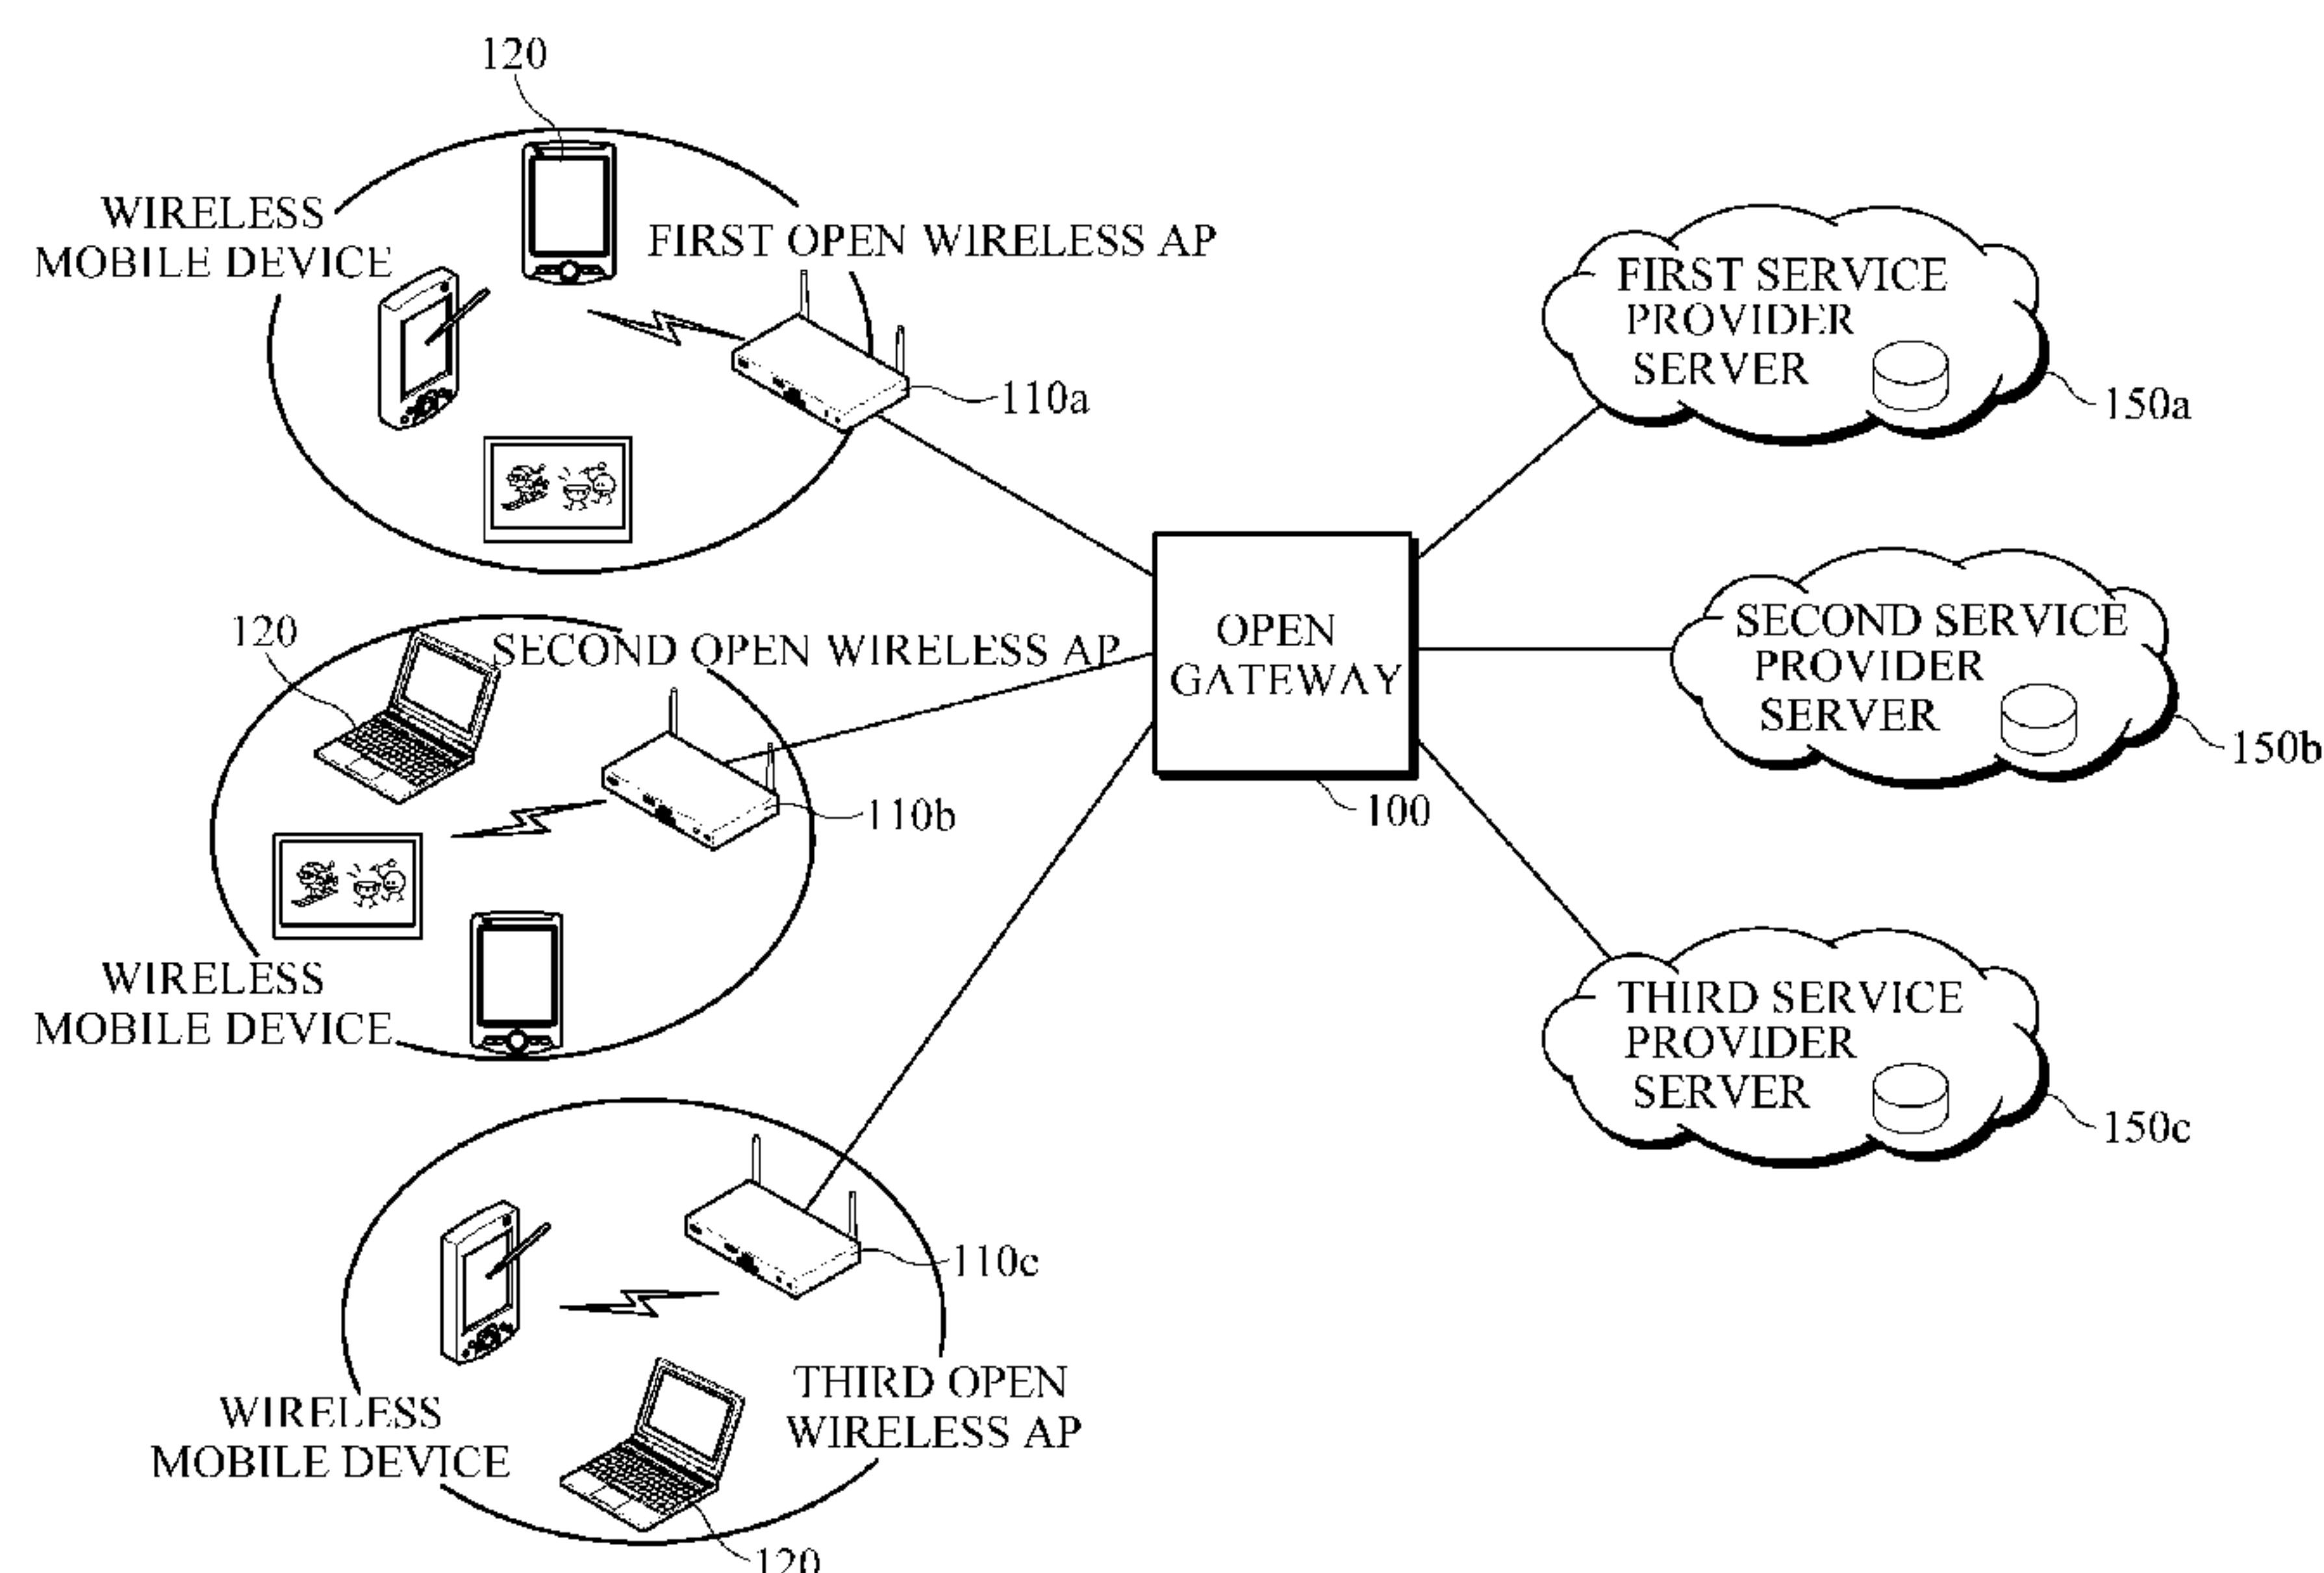 120
WIRELESS
MOBILE DEVICE
FIRST OPEN WIRELESS AP
110a
FIRST SERVICE
PROVIDER
SERVER
150a
120
SECOND OPEN WIRELESS AP
110b
WIRELESS
MOBILE DEVICE
OPEN
GATEWAY
100
SECOND SERVICE
PROVIDER
SERVER
150b
THIRD SERVICE
PROVIDER
SERVER
150c
110c
THIRD OPEN
WIRELESS AP
WIRELESS
MOBILE DEVICE
120